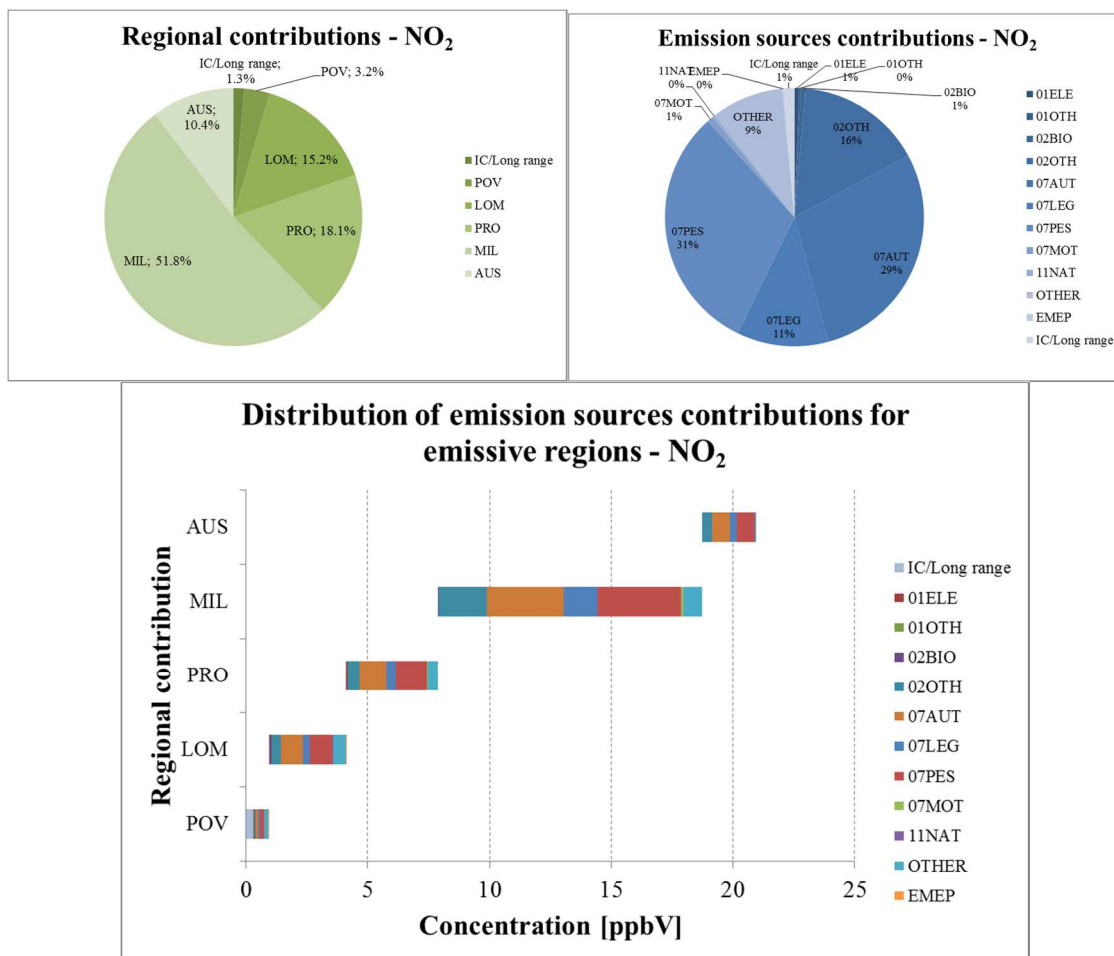 Regional contributions - NO₂
IC/Long range;
1.3%
POV; 3.2%
AUS;
10.4%
LOM; 15.2%
PRO; 18.1%
MIL; 51.8%
IC/Long range
POV
LOM
PRO
MIL
AUS
Emission sources contributions - NO₂
IC/Long range
1%
01ELE
1%
01OTH
0%
EMEP
0%
11NAT
0%
02BIO
1%
07MOT
1%
OTHER
9%
02OTH
16%
07PES
31%
07AUT
29%
07LEG
11%
01ELE
01OTH
02BIO
02OTH
07AUT
07LEG
07PES
07MOT
11NAT
OTHER
EMEP
IC/Long range
Distribution of emission sources contributions for
emissive regions - NO₂
Regional contribution
AUS
MIL
PRO
LOM
POV
0 5 10 15 20 25
Concentration [ppbV]
IC/Long range
01ELE
01OTH
02BIO
02OTH
07AUT
07LEG
07PES
07MOT
11NAT
OTHER
EMEP